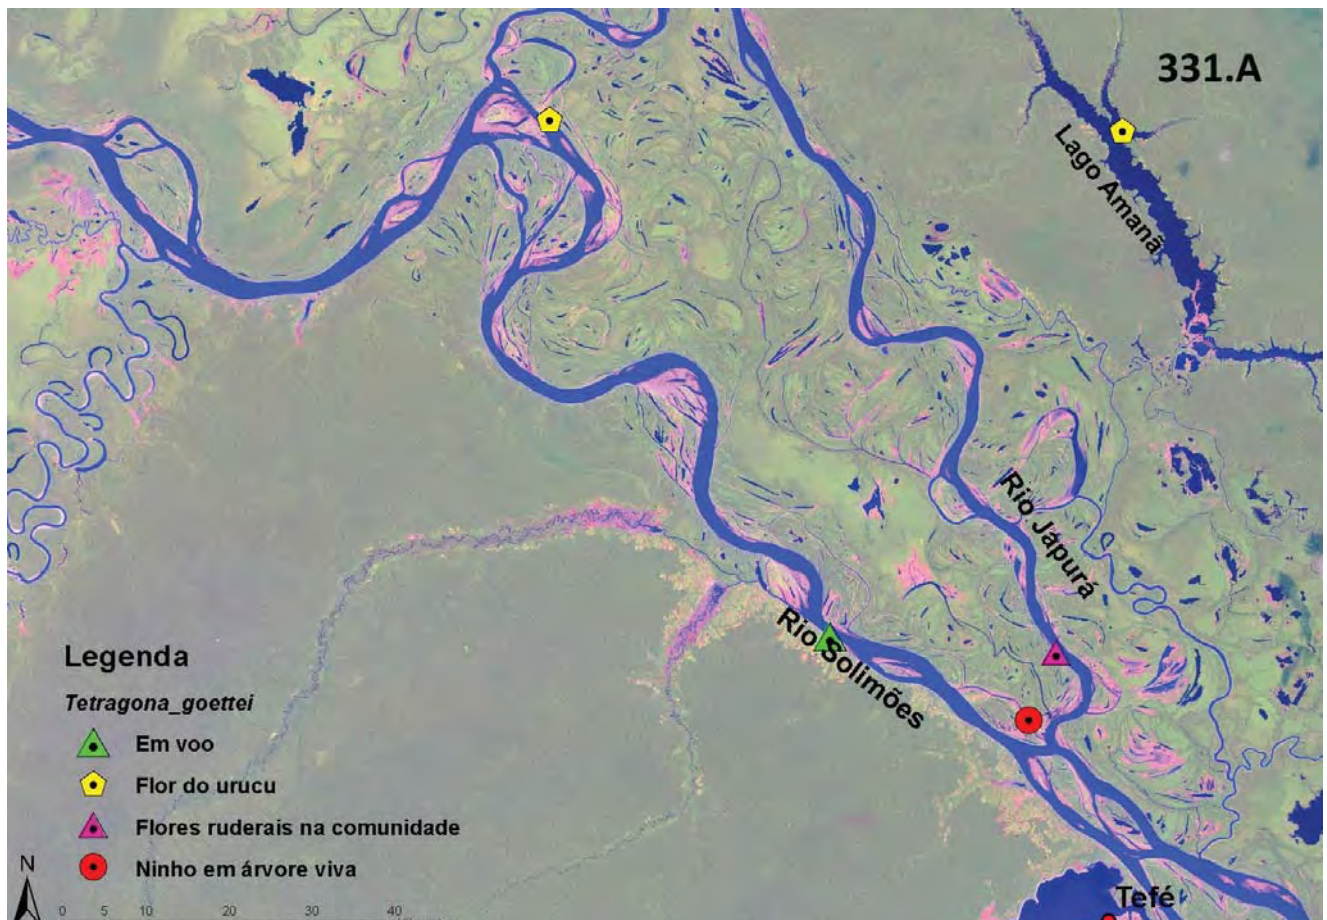 331.A
Lago Amanã
Rio Japurá
Rio Solimões
Legenda
Tetragona_goettei
Em voo
Flor do urucu
Flores ruderais na comunidade
Ninho em árvore viva
N
0 5 10 20 30 40
Tefé